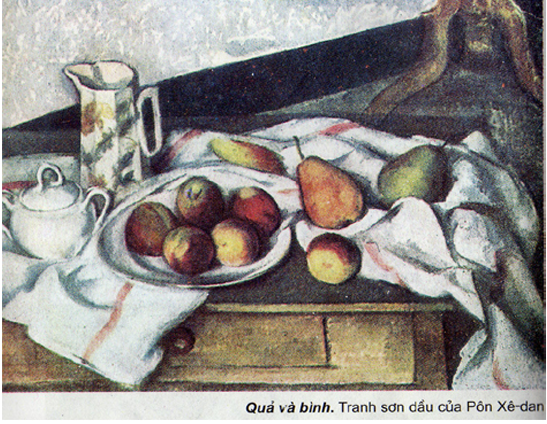 Quả và bình. Tranh sơn dầu của Pôn Xê-dan